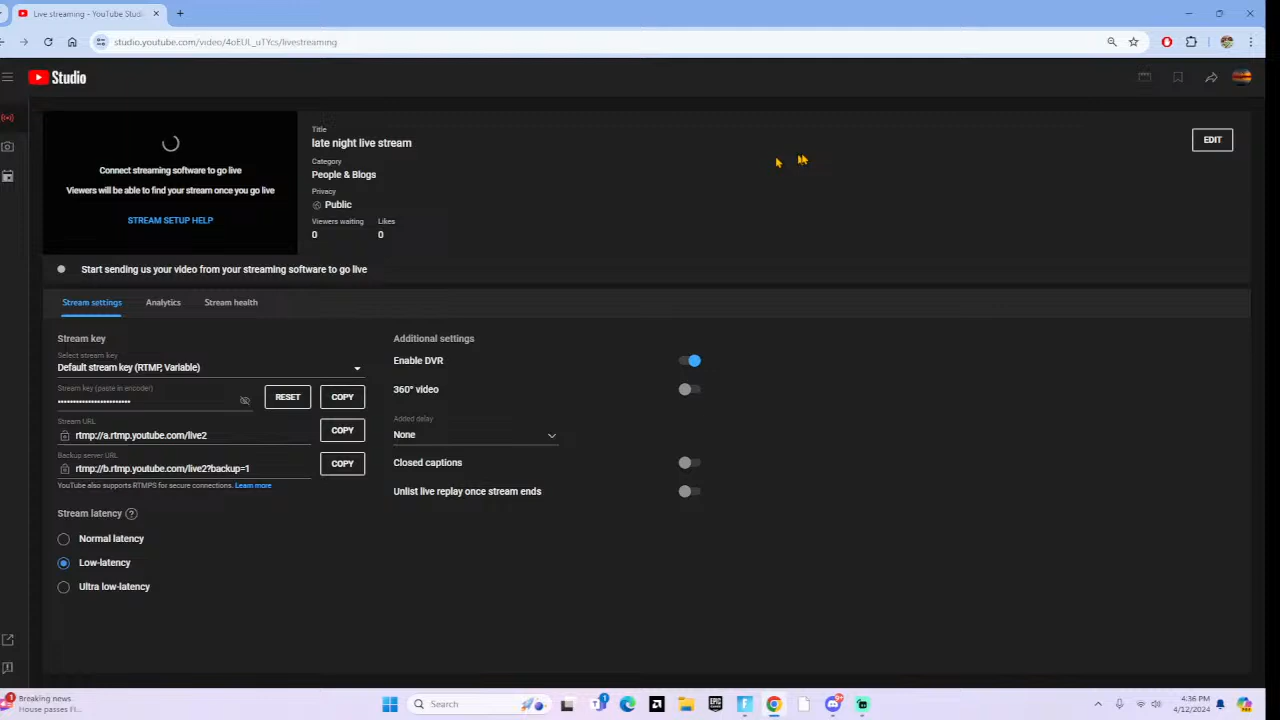 Live streaming - YouTube Studi
studio.youtube.com/video/4oEUL_uTYcs/livestreaming
Studio
Connect streaming software to go live
Viewers will be able to find your stream once you go live
STREAM SETUP HELP
Title
late night live stream
Category
People & Blogs
Privacy
Public
Viewers waiting Likes
0 0
EDIT
Start sending us your video from your streaming software to go live
Stream settings Analytics Stream health
Stream key
Select stream key
Default stream key (RTMP, Variable)
Stream key (paste in encoder)
••••••••••••••••••••••••
RESET COPY
Stream URL
rtmp://a.rtmp.youtube.com/live2
COPY
Backup server URL
rtmp://b.rtmp.youtube.com/live2?backup=1
COPY
YouTube also supports RTMPS for secure connections. Learn more
Stream latency
Normal latency
Low-latency
Ultra low-latency
Additional settings
Enable DVR
360° video
Added delay
None
Closed captions
Unlist live replay once stream ends
Breaking news
House passes FI...
Search
4:36 PM
4/12/2024